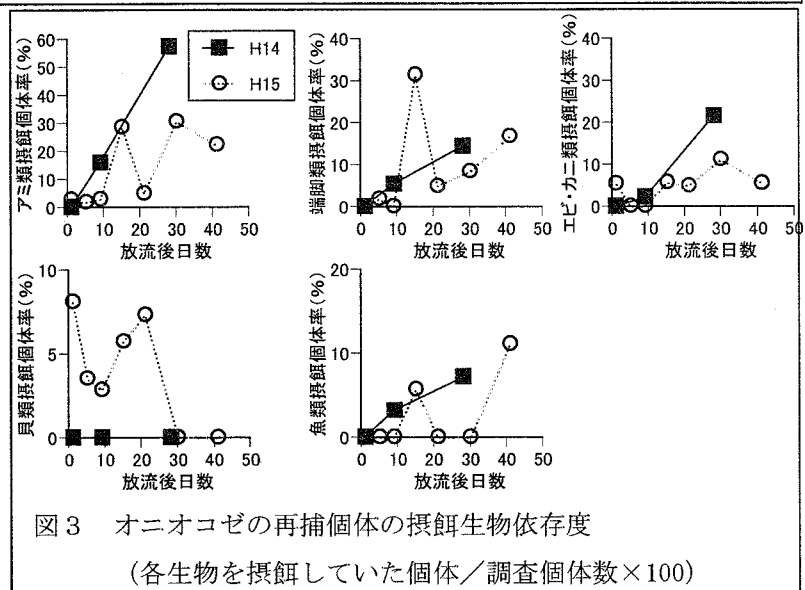 アミ類摂餌個体率(%)
60
50
40
30
20
10
0
0 10 20 30 40 50
放流後日数
H14
H15
端脚類摂餌個体率(%)
40
30
20
10
0
0 10 20 30 40 50
放流後日数
エビ・カニ類摂餌個体率(%)
40
30
20
10
0
0 10 20 30 40 50
放流後日数
貝類摂餌個体率(%)
10
5
0
0 10 20 30 40 50
放流後日数
魚類摂餌個体率(%)
20
10
0
0 10 20 30 40 50
放流後日数
図3 オニオコゼの再捕個体の摂餌生物依存度
(各生物を摂餌していた個体/調査個体数×100)